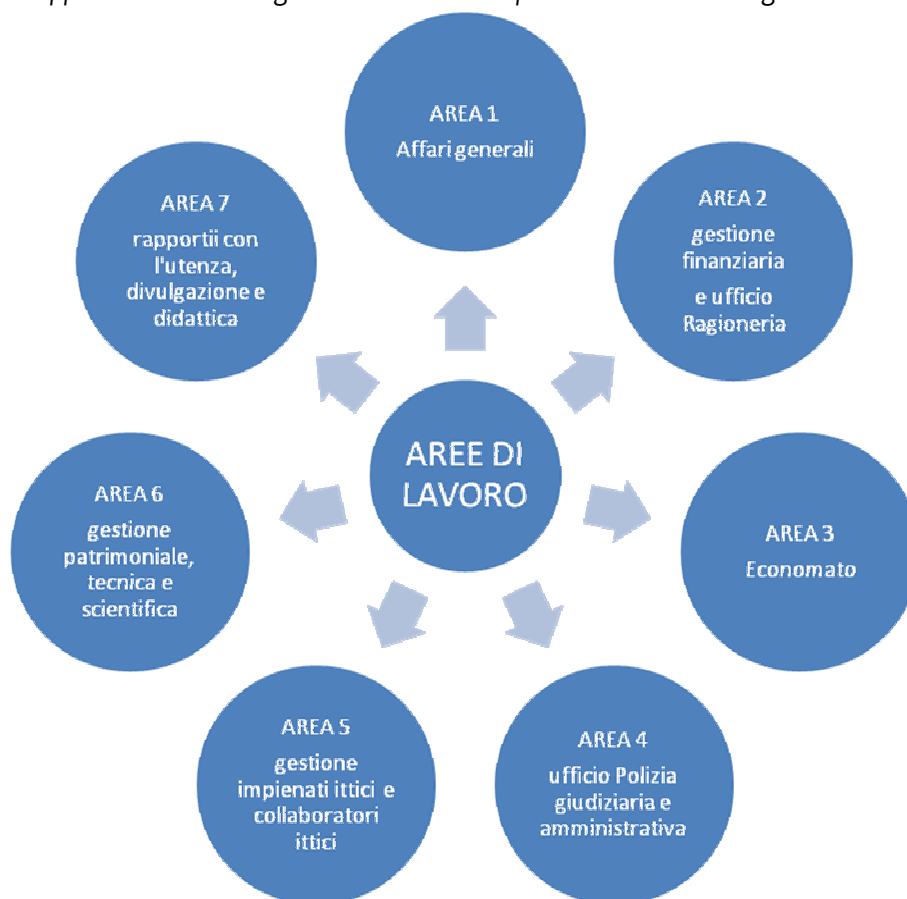 AREA 1
Affari generali
AREA 2
gestione
finanziaria
e ufficio
Ragioneria
AREA 3
Economato
AREA 4
ufficio Polizia
giudiziaria e
amministrativa
AREA 5
gestione
impienati ittici e
collaboratori
ittici
AREA 6
gestione
patrimoniale,
tecnica e
scientifica
AREA 7
rapportii con
l'utenza,
divulgazione e
didattica
AREE DI
LAVORO